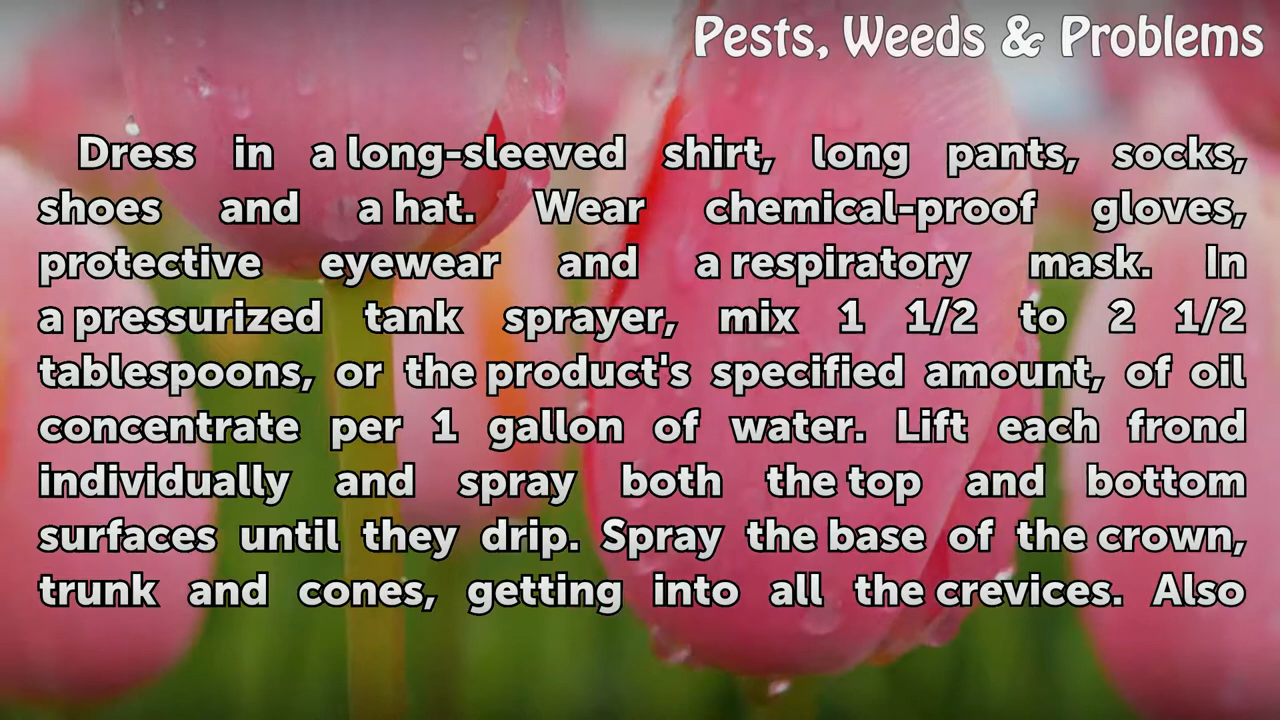 Pests, Weeds & Problems
Dress in a long-sleeved shirt, long pants, socks,
shoes and a hat. Wear chemical-proof gloves,
protective eyewear and a respiratory mask. In
a pressurized tank sprayer, mix 1 1/2 to 2 1/2
tablespoons, or the product's specified amount, of oil
concentrate per 1 gallon of water. Lift each frond
individually and spray both the top and bottom
surfaces until they drip. Spray the base of the crown,
trunk and cones, getting into all the crevices. Also